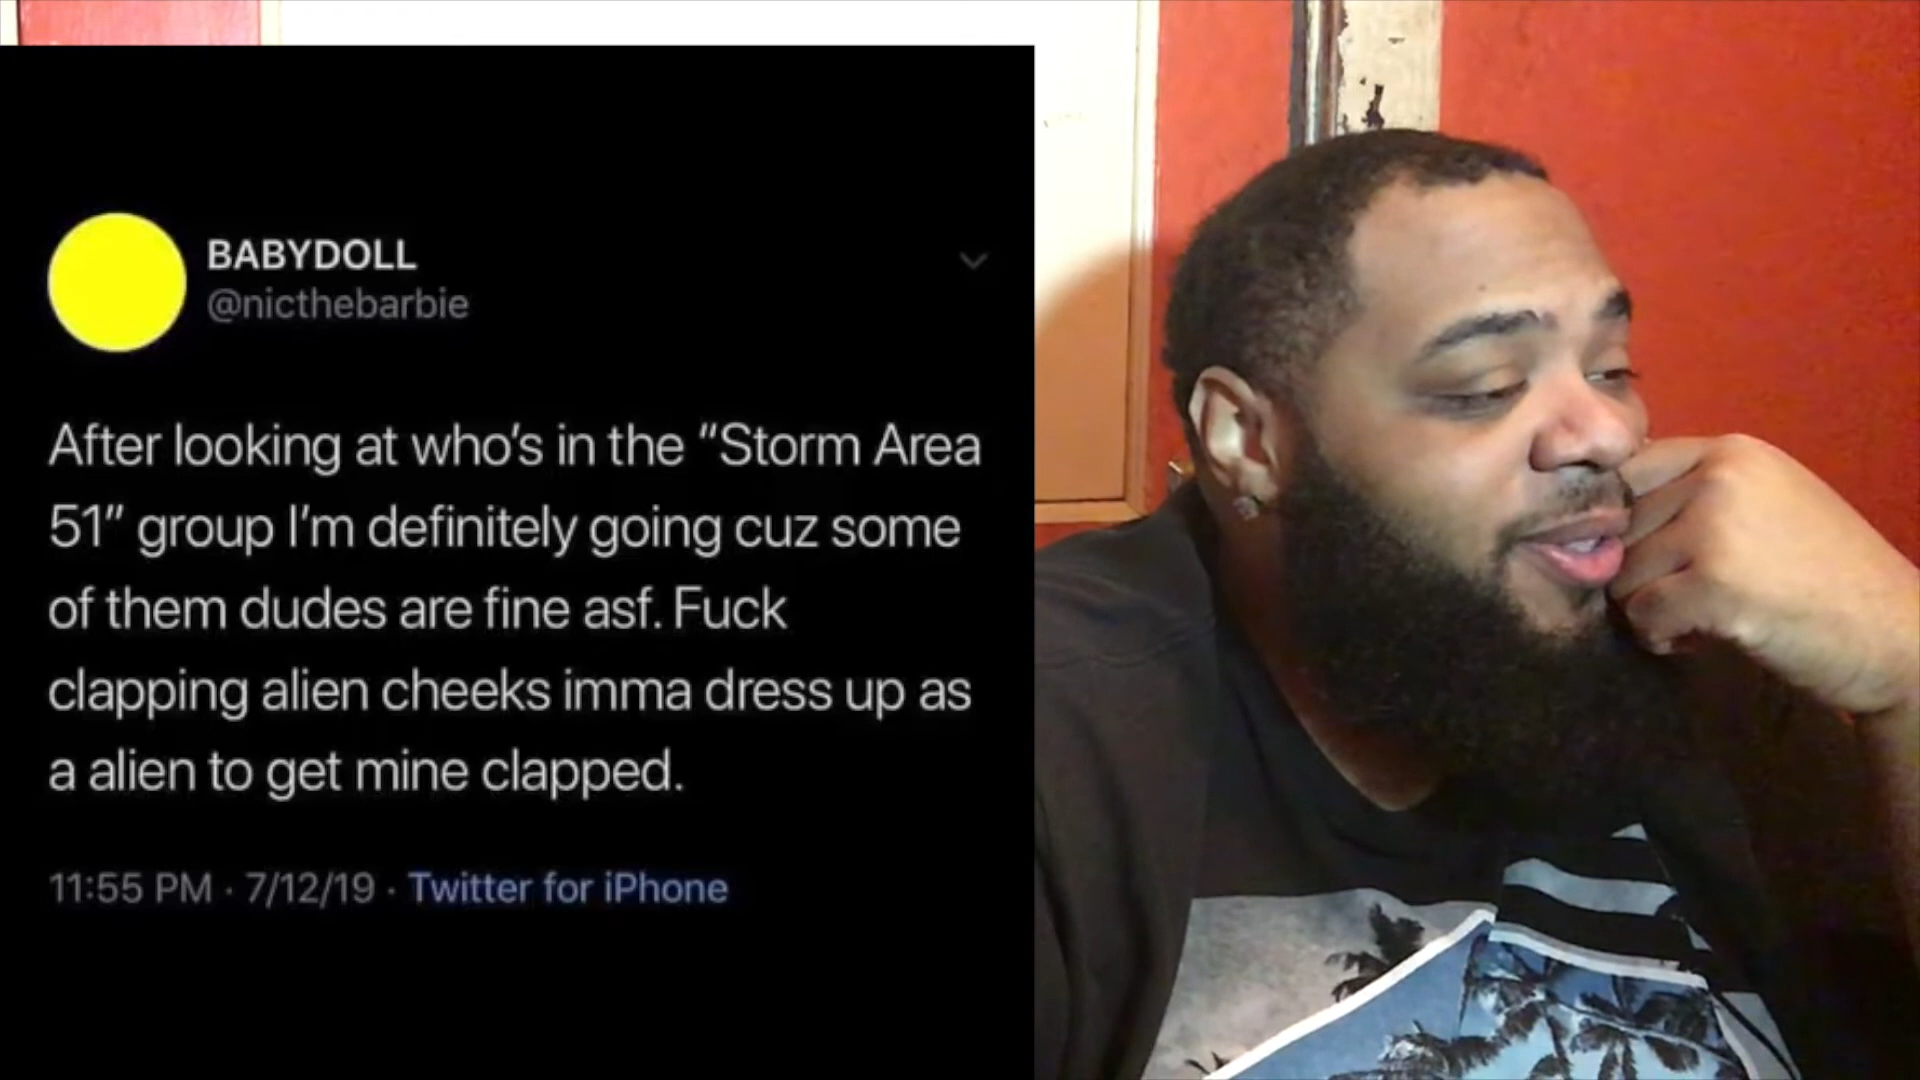 BABYDOLL
@nicthebarbie
After looking at who's in the "Storm Area
51" group I'm definitely going cuz some
of them dudes are fine asf. Fuck
clapping alien cheeks imma dress up as
a alien to get mine clapped.
11:55 PM · 7/12/19 · Twitter for iPhone